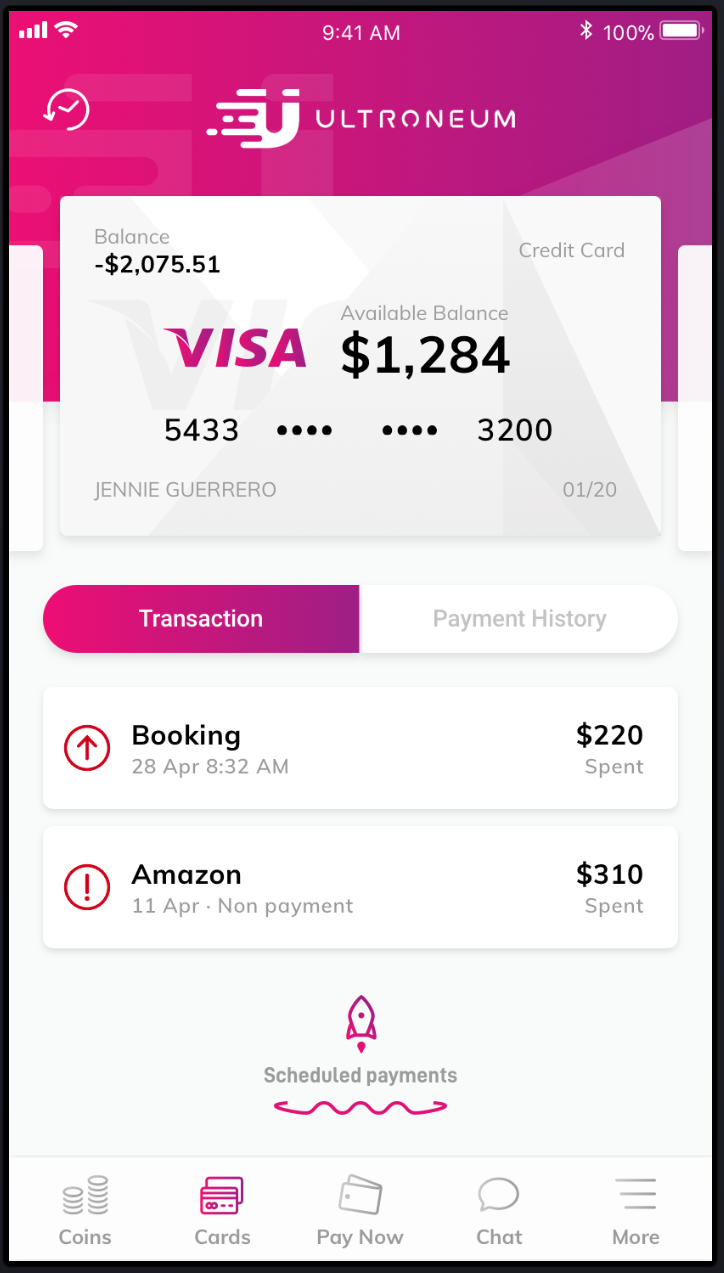 9:41 AM 100%
ULTRONEUM
Balance
-$2,075.51
Credit Card
Available Balance
VISA $1,284
5433 •••• •••• 3200
JENNIE GUERRERO 01/20
Transaction Payment History
Booking $220
28 Apr 8:32 AM Spent
Amazon $310
11 Apr · Non payment Spent
Scheduled payments
Coins Cards Pay Now Chat More